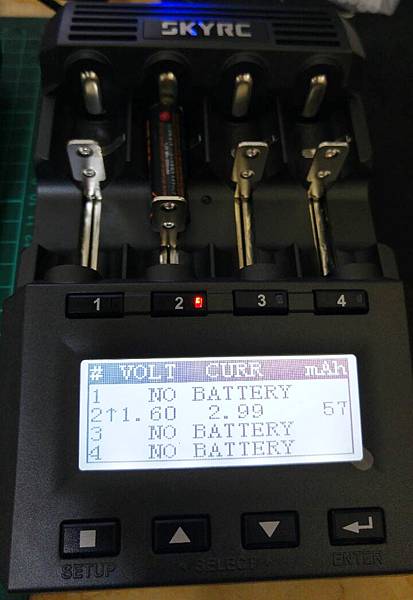 SKYRC
1 2 3 4
# VOLT CURR mAh
1 NO BATTERY
2↑1.60 2.99 57
3 NO BATTERY
4 NO BATTERY
SETUP SELECT ENTER